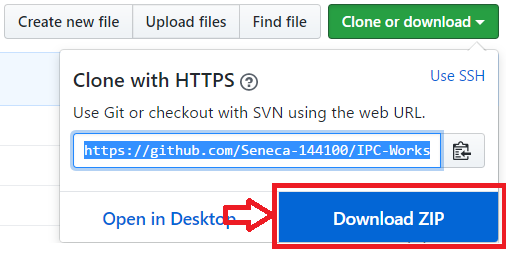 Create new file Upload files Find file Clone or download
Clone with HTTPS ? Use SSH
Use Git or checkout with SVN using the web URL.
https://github.com/Seneca-144100/IPC-Works
Open in Desktop Download ZIP